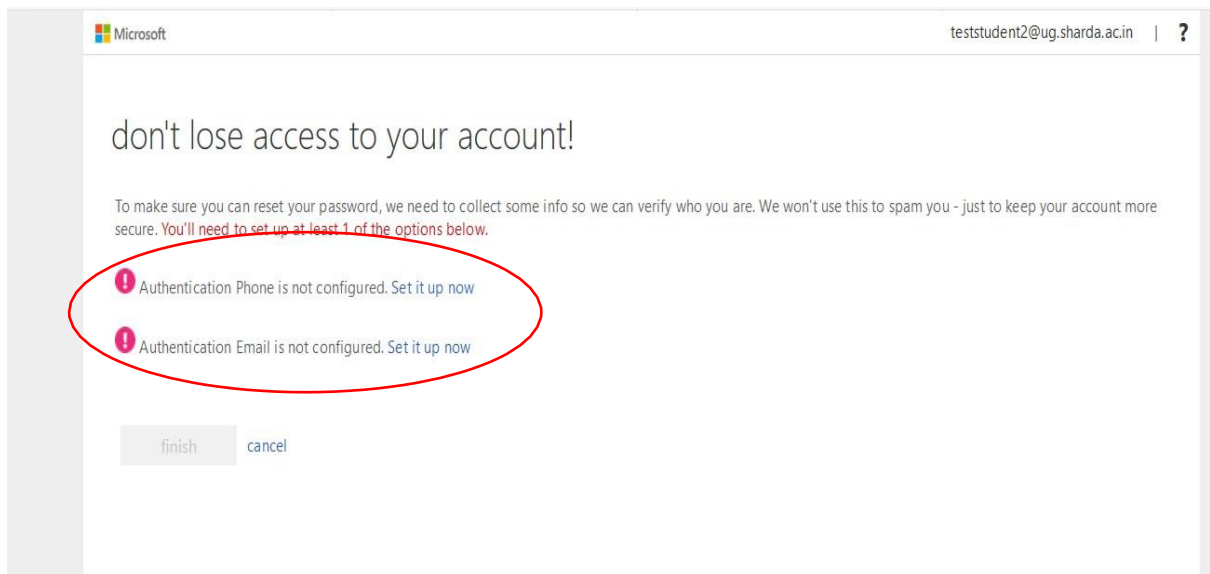 Microsoft
teststudent2@ug.sharda.ac.in | ?
don't lose access to your account!
To make sure you can reset your password, we need to collect some info so we can verify who you are. We won't use this to spam you - just to keep your account more
secure. You'll need to set up at least 1 of the options below.
! Authentication Phone is not configured. Set it up now
! Authentication Email is not configured. Set it up now
finish cancel